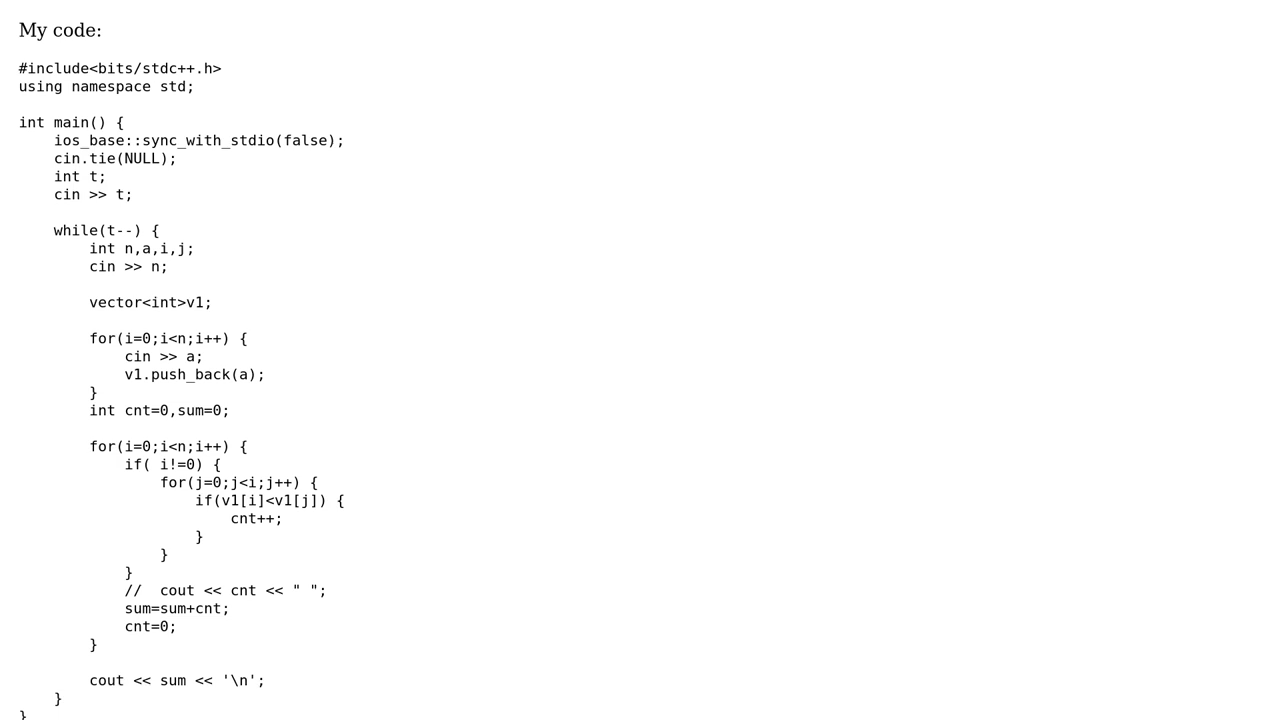 My code:
#include<bits/stdc++.h>
using namespace std;

int main() {
    ios_base::sync_with_stdio(false);
    cin.tie(NULL);
    int t;
    cin >> t;

    while(t--) {
        int n,a,i,j;
        cin >> n;

        vector<int>v1;

        for(i=0;i<n;i++) {
            cin >> a;
            v1.push_back(a);
        }
        int cnt=0,sum=0;

        for(i=0;i<n;i++) {
            if( i!=0) {
                for(j=0;j<i;j++) {
                    if(v1[i]<v1[j]) {
                        cnt++;
                    }
                }
            }
            //  cout << cnt << " ";
            sum=sum+cnt;
            cnt=0;
        }

        cout << sum << '\n';
    }
}